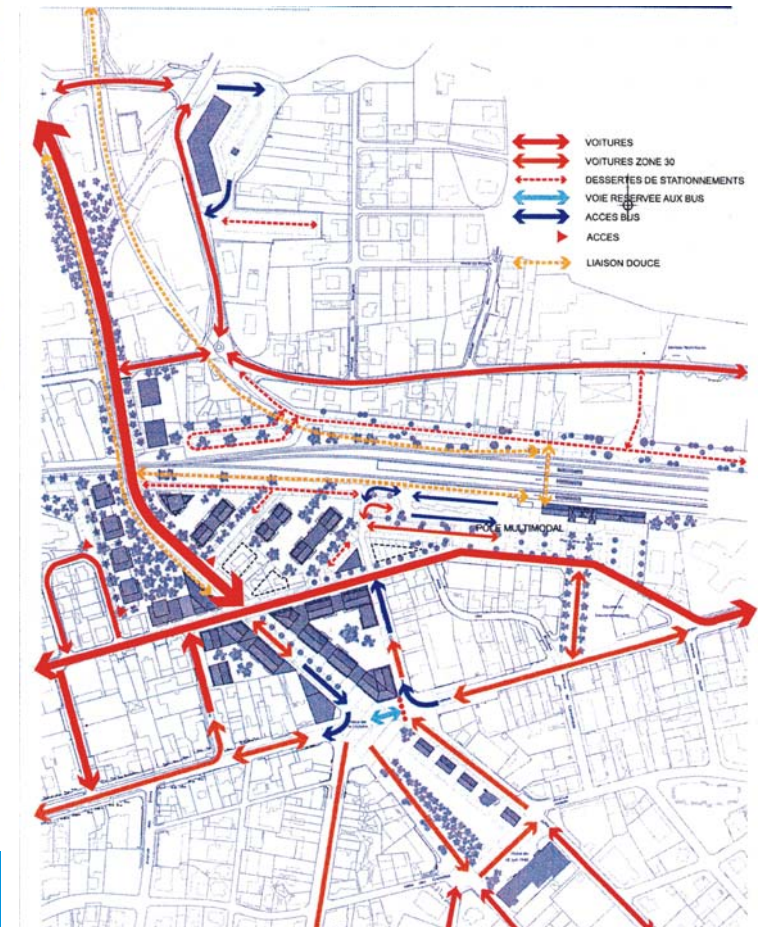 VOITURES
VOITURES ZONE 30
DESSERTES DE STATIONNEMENTS
VOIE RESERVEE AUX BUS
ACCES BUS
ACCES
LIAISON DOUCE
POLE MULTIMODAL